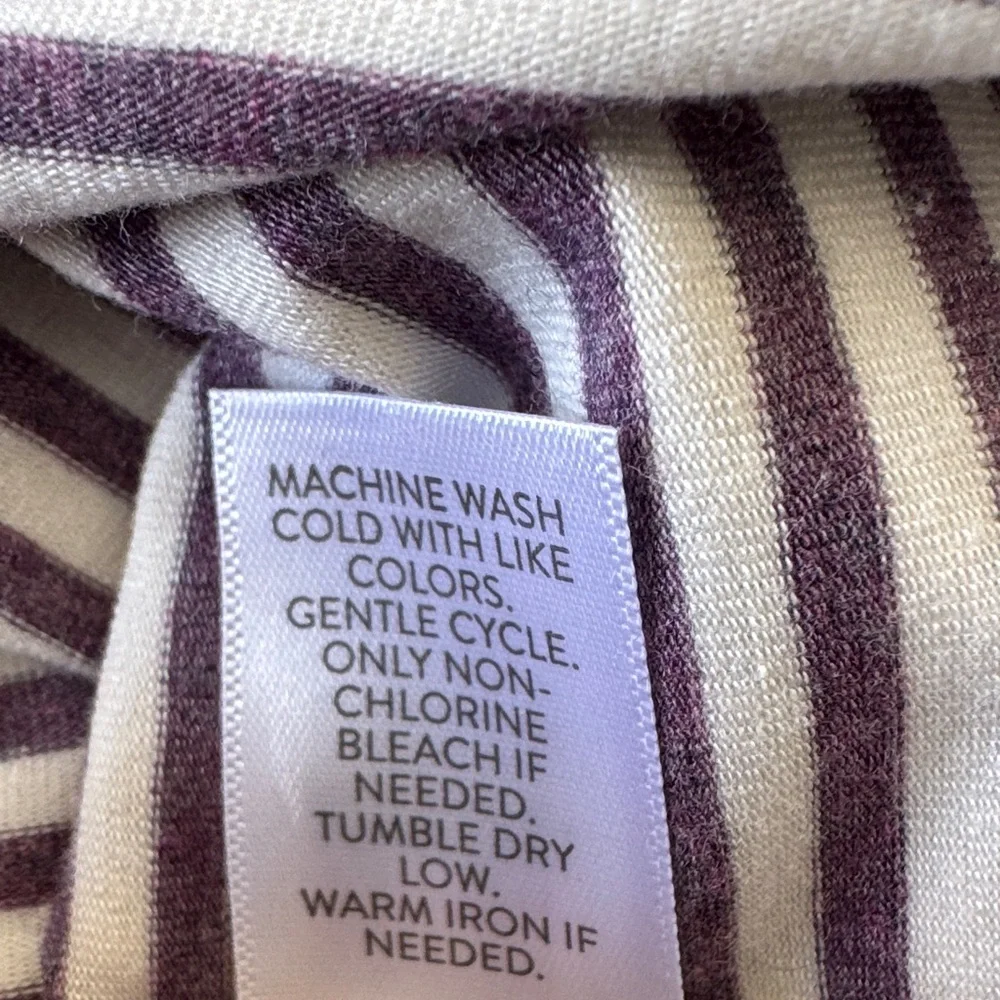 MACHINE WASH
COLD WITH LIKE
COLORS.
GENTLE CYCLE.
ONLY NON-
CHLORINE
BLEACH IF
NEEDED.
TUMBLE DRY
LOW.
WARM IRON IF
NEEDED.